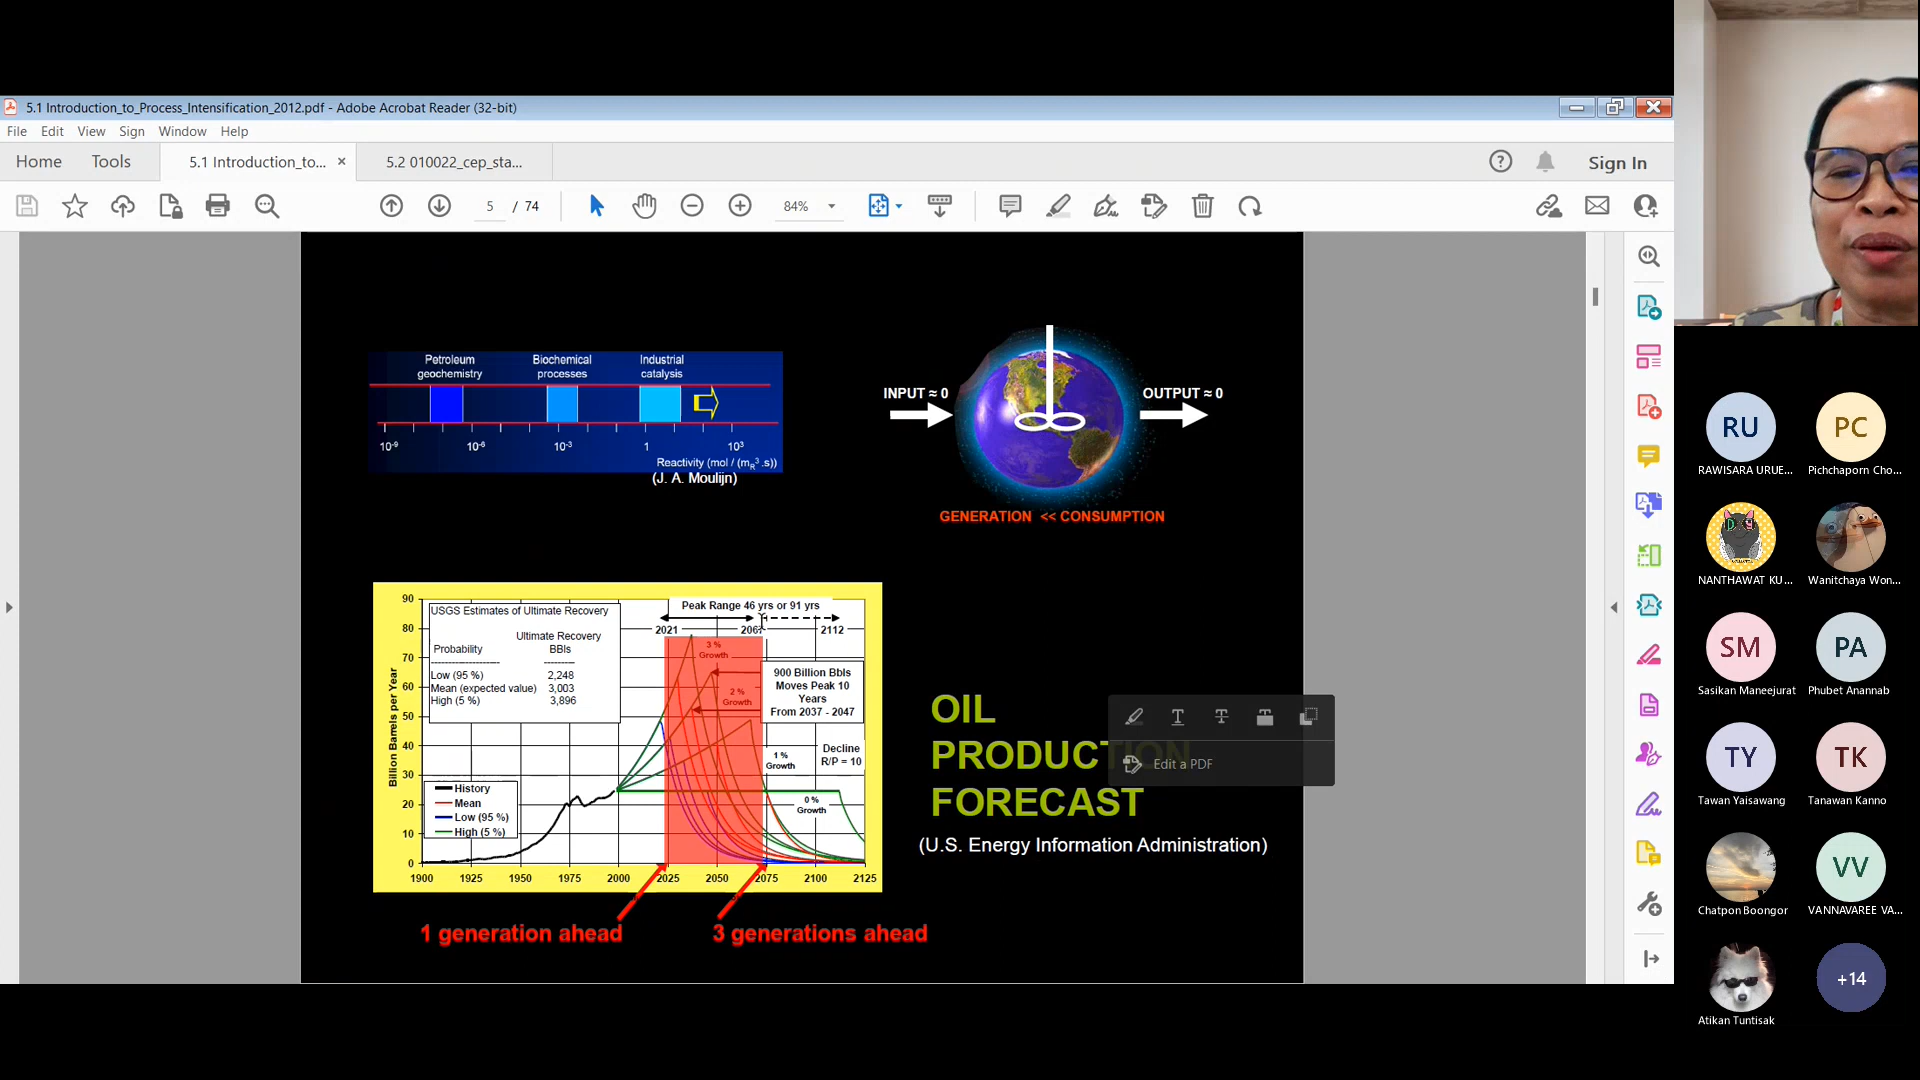 5.1 Introduction_to_Process_Intensification_2012.pdf - Adobe Acrobat Reader (32-bit)
File Edit View Sign Window Help
Home Tools 5.1 Introduction_to... × 5.2 010022_cep_sta... Sign In
5 / 74 84%
Petroleum geochemistry
Biochemical processes
Industrial catalysis
10-9 10-6 10-3 1 10³
Reactivity (mol / (mR³ .s))
(J. A. Moulijn)
INPUT ≈ 0
OUTPUT ≈ 0
GENERATION << CONSUMPTION
USGS Estimates of Ultimate Recovery
Ultimate Recovery
Probability BBls
Low (95 %) 2,248
Mean (expected value) 3,003
High (5 %) 3,896
Peak Range 46 yrs or 91 yrs
2021 2067 2112
3 %
Growth
2 %
Growth
900 Billion Bbls
Moves Peak 10
Years
From 2037 - 2047
1 %
Growth
Decline
R/P = 10
0 %
Growth
History
Mean
Low (95 %)
High (5 %)
Billion Barrels per Year
90
80
70
60
50
40
30
20
10
0
1900 1925 1950 1975 2000 2025 2050 2075 2100 2125
1 generation ahead
3 generations ahead
OIL
PRODUCTION
FORECAST
(U.S. Energy Information Administration)
Edit a PDF
RU PC
RAWISARA URUE... Pichchaporn Cho...
NANTHAWAT KU... Wanitchaya Won...
SM PA
Sasikan Maneejurat Phubet Anannab
TY TK
Tawan Yaisawang Tanawan Kanno
VV
Chatpon Boongor VANNAVAREE VA...
+14
Atikan Tuntisak